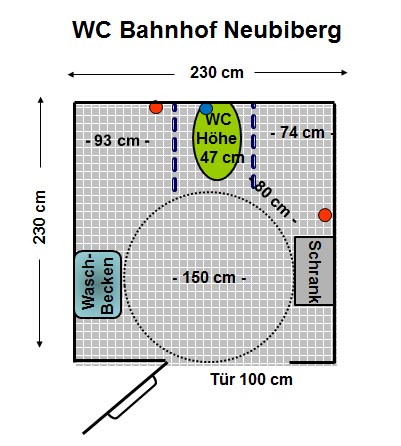 WC Bahnhof Neubiberg
230 cm
- 93 cm -
WC
Höhe
47 cm
- 74 cm -
80 cm -
230 cm
Wasch-
Becken
- 150 cm -
Schrank
Tür 100 cm